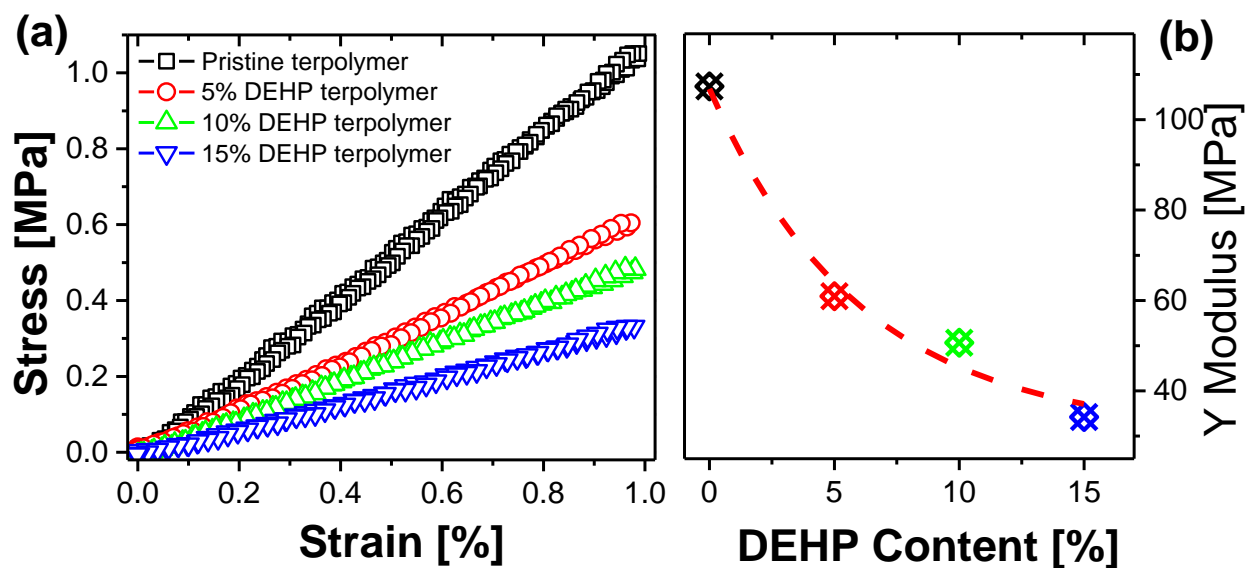 (a)
Pristine terpolymer
5% DEHP terpolymer
10% DEHP terpolymer
15% DEHP terpolymer
Stress [MPa]
1.0
0.8
0.6
0.4
0.2
0.0
0.0 0.2 0.4 0.6 0.8 1.0
Strain [%]
(b)
100
80
60
40
Y Modulus [MPa]
0 5 10 15
DEHP Content [%]